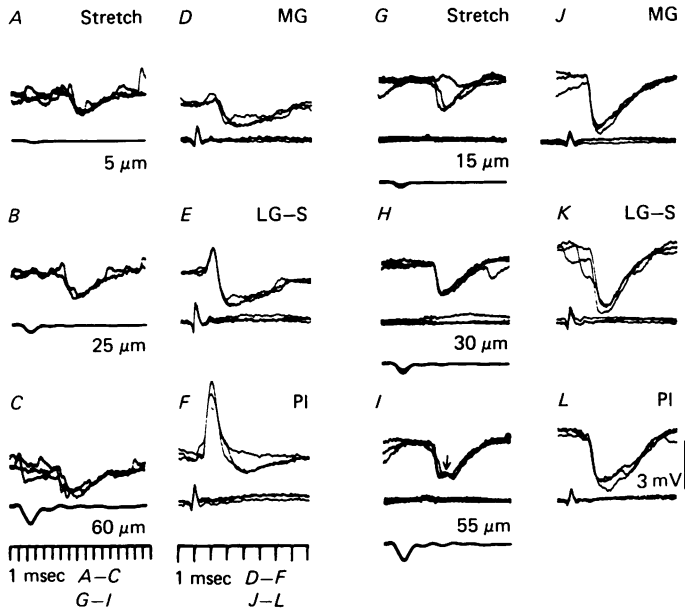 A Stretch D MG G Stretch J MG
5 μm 15 μm
B E LG–S H K LG–S
25 μm 30 μm
C F PI I L PI
3 mV
60 μm 55 μm
1 msec A–C 1 msec D–F
G–I J–L